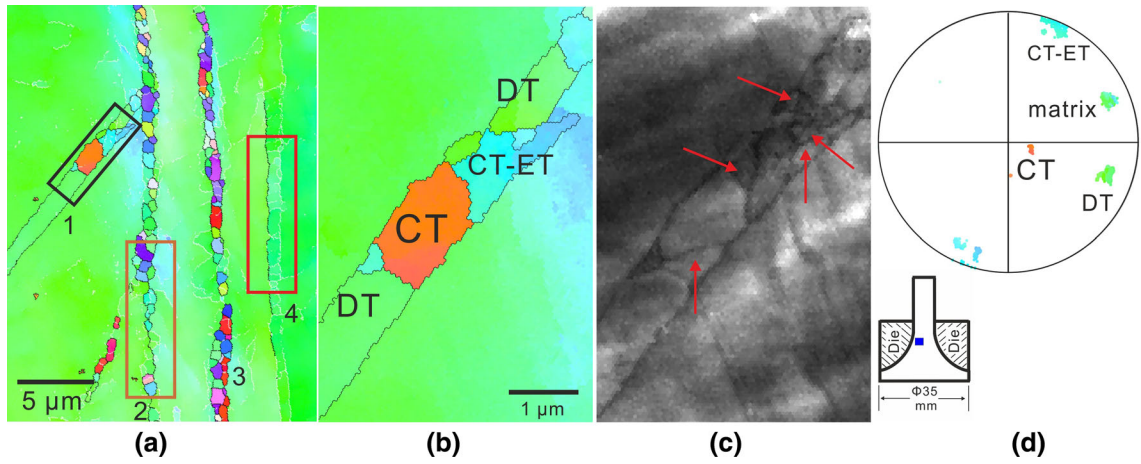 1
2
3
4
5 μm
(a)
DT
CT-ET
CT
DT
1 μm
(b)
(c)
CT-ET
matrix
CT
DT
Die
Die
Φ35
mm
(d)